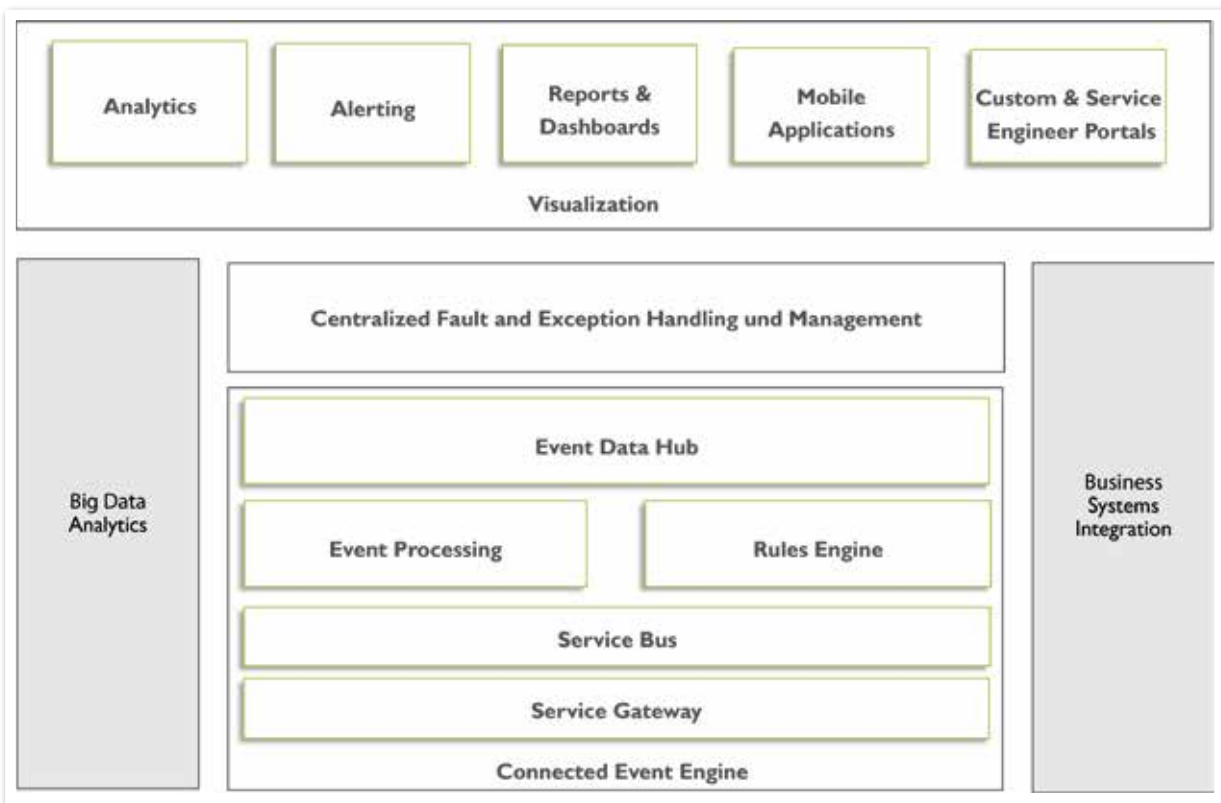 Analytics
Alerting
Reports &
Dashboards
Mobile
Applications
Custom & Service
Engineer Portals
Visualization
Big Data
Analytics
Centralized Fault and Exception Handling und Management
Event Data Hub
Event Processing
Rules Engine
Service Bus
Service Gateway
Connected Event Engine
Business
Systems
Integration